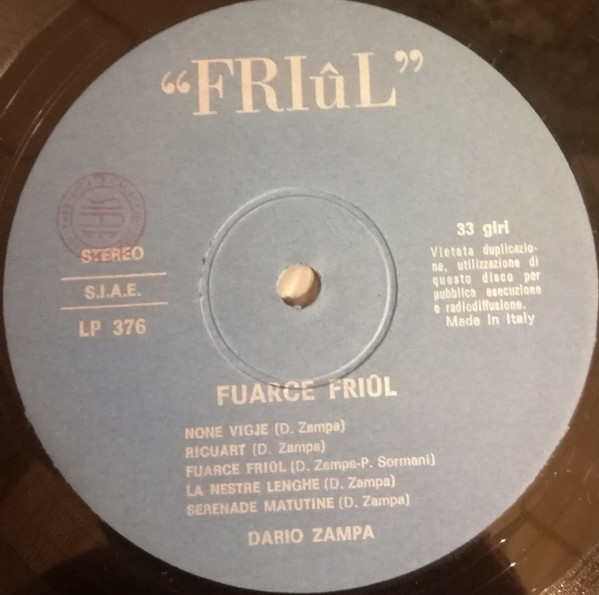 “FRIûL”
SIAE
STEREO
S.I.A.E.
LP 376
33 giri
Vietata duplicazio-
ne, utilizzazione di
questo disco per
pubblica esecuzione
e radiodiffusione.
Made in Italy
FUARCE FRIÛL
NONE VIGJE (D. Zampa)
RICUART (D. Zampa)
FUARCE FRIÛL (D. Zampa-P. Sormani)
LA NESTRE LENGHE (D. Zampa)
SERENADE MATUTINE (D. Zampa)
DARIO ZAMPA